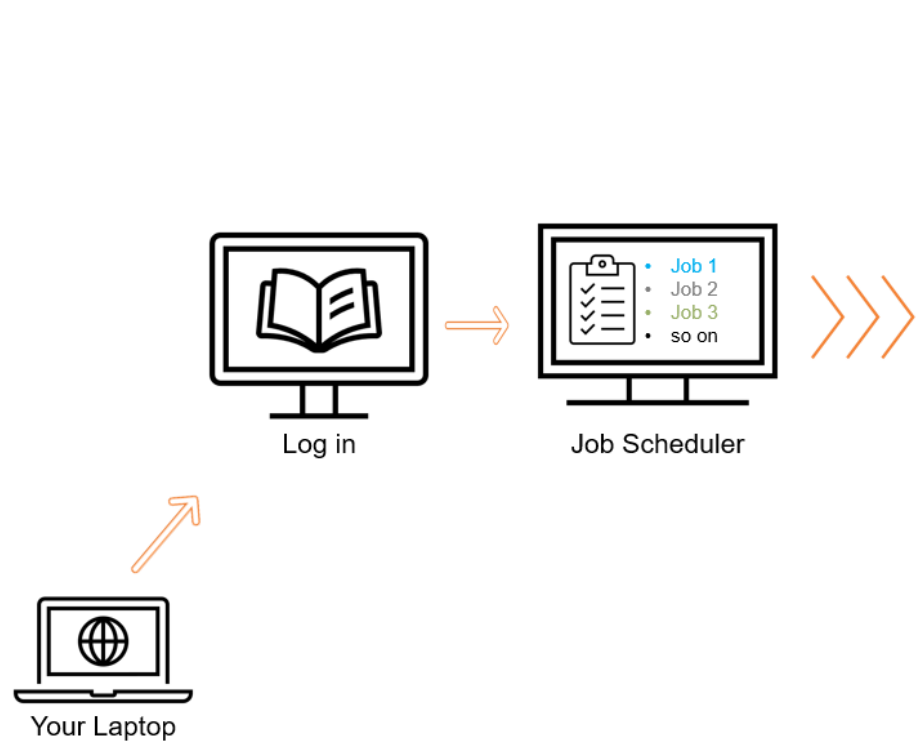 • Job 1
• Job 2
• Job 3
• so on
Log in
Job Scheduler
Your Laptop